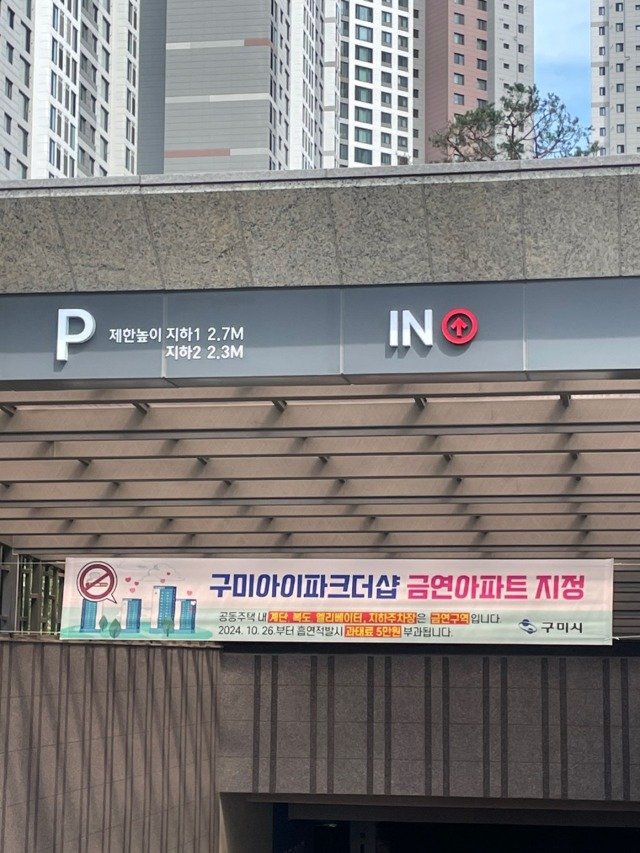 P 제한높이 지하1 2.7M
지하2 2.3M
IN
구미아이파크더샵 금연아파트 지정
공동주택 내 계단, 복도, 엘리베이터, 지하주차장은 금연구역입니다.
2024. 10. 26.부터 흡연적발시 과태료 5만원 부과됩니다.
구미시